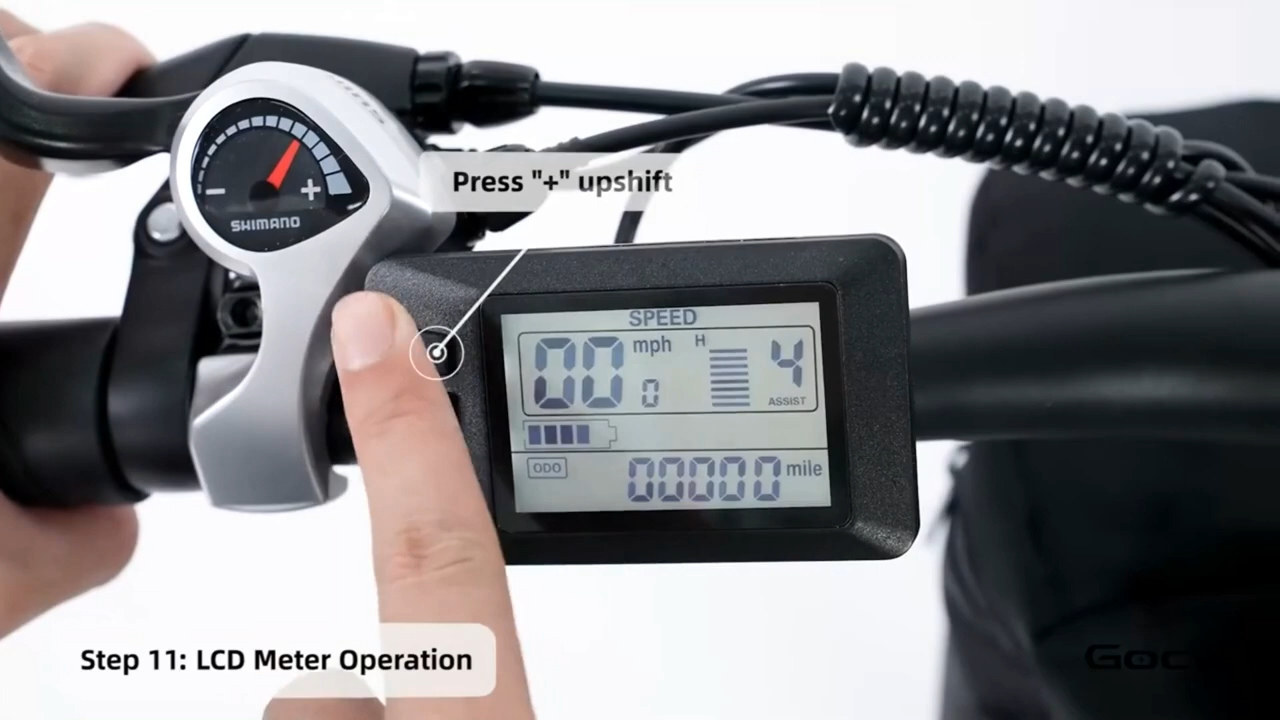 SHIMANO
Press "+" upshift
SPEED
00 mph 0 H 4
ASSIST
ODO 00000 mile
Step 11: LCD Meter Operation